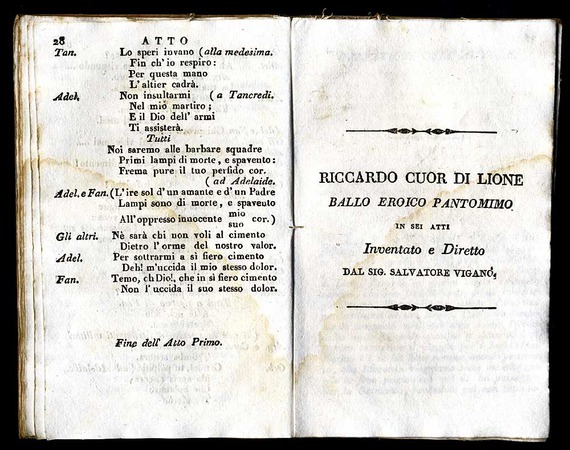 28 ATTO
Tan. Lo speri invano (alla medesima.
Fin ch'io respiro:
Per questa mano
L'altier cadrà.
Adel. Non insultarmi (a Tancredi.
Nel mio martiro;
E il Dio dell'armi
Ti assisterà.
Tutti
Noi saremo alle barbare squadre
Primi lampi di morte, e spavento:
Frema pure il tuo perfido cor.
(ad Adelaide.
Adel. e Fan. (L'ire sol d'un amante e d'un Padre
Lampi sono di morte, e spavento
All'oppresso innocente mio cor.)
suo
Gli altri. Nè sarà chi non voli al cimento
Dietro l'orme del nostro valor.
Adel. Per sottrarmi a sì fiero cimento
Deh! m'uccida il mio stesso dolor.
Fan. Temo, oh Dio!, che in sì fiero cimento
Non l'uccida il suo stesso dolor.
Fine dell'Atto Primo.
RICCARDO CUOR DI LIONE
BALLO EROICO PANTOMIMO
IN SEI ATTI
Inventato e Diretto
DAL SIG. SALVATORE VIGANÓ,